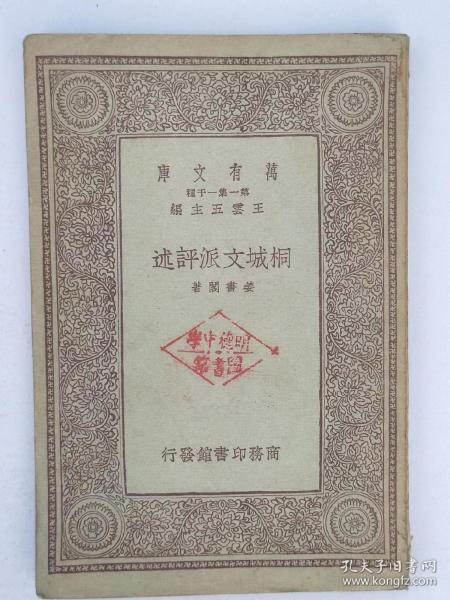 萬有文庫
第一集一千種
王雲五主編
桐城文派評述
姜書閣著
明德中學
圖書館
商務印書館發行
孔夫子旧书网
www.kongfz.com